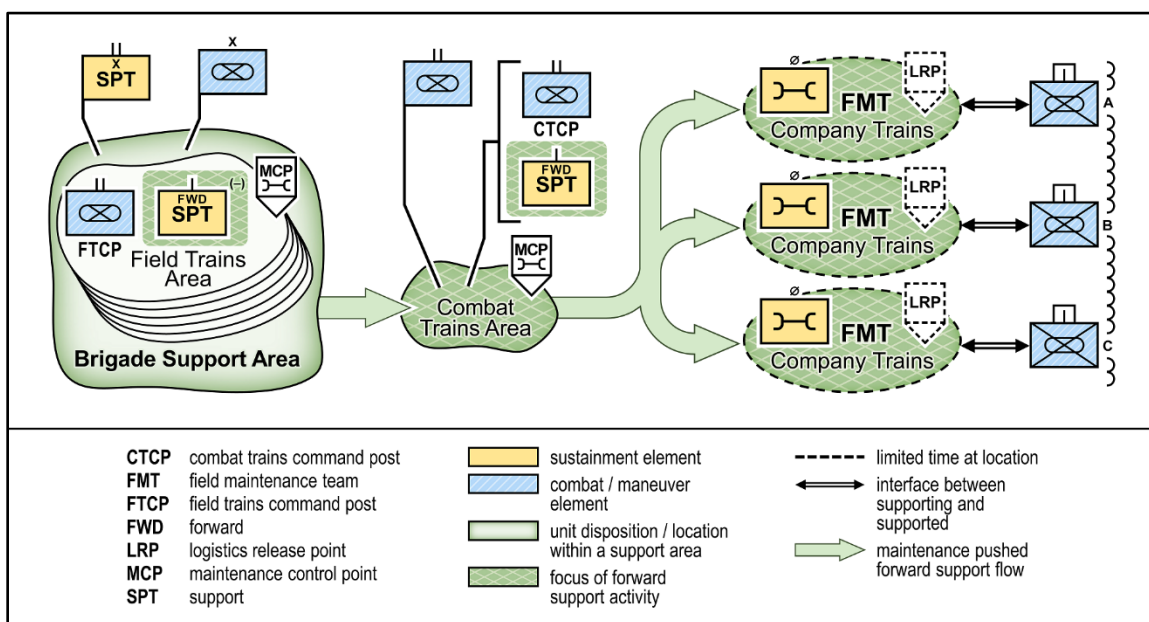 II
X
SPT
X
II
FTCP
FWD
SPT
(–)
MCP
Field Trains
Area
Brigade Support Area
II
II
CTCP
FWD
SPT
MCP
Combat
Trains Area
Ø
FMT
LRP
Company Trains
A
Ø
FMT
LRP
Company Trains
B
Ø
FMT
LRP
Company Trains
C
CTCP combat trains command post
FMT field maintenance team
FTCP field trains command post
FWD forward
LRP logistics release point
MCP maintenance control point
SPT support
sustainment element
combat / maneuver
element
unit disposition / location
within a support area
focus of forward
support activity
limited time at location
interface between
supporting and
supported
maintenance pushed
forward support flow